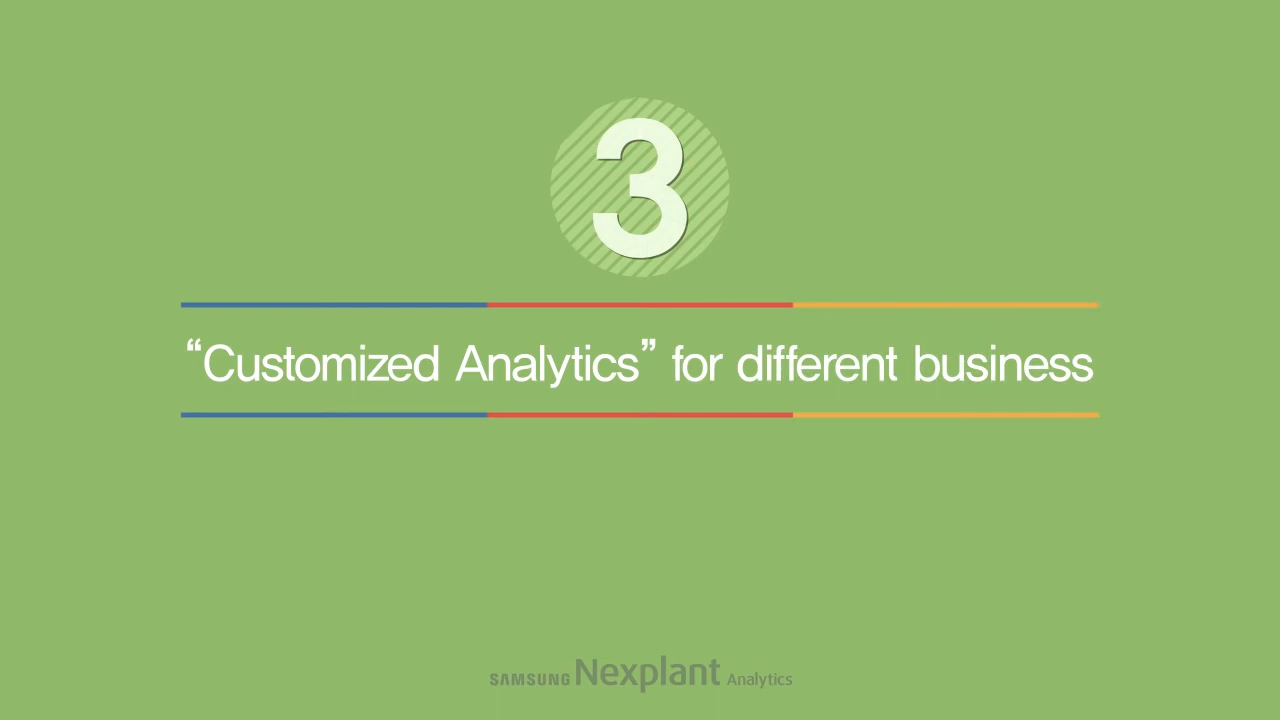 3
“Customized Analytics” for different business
SAMSUNG Nexplant Analytics